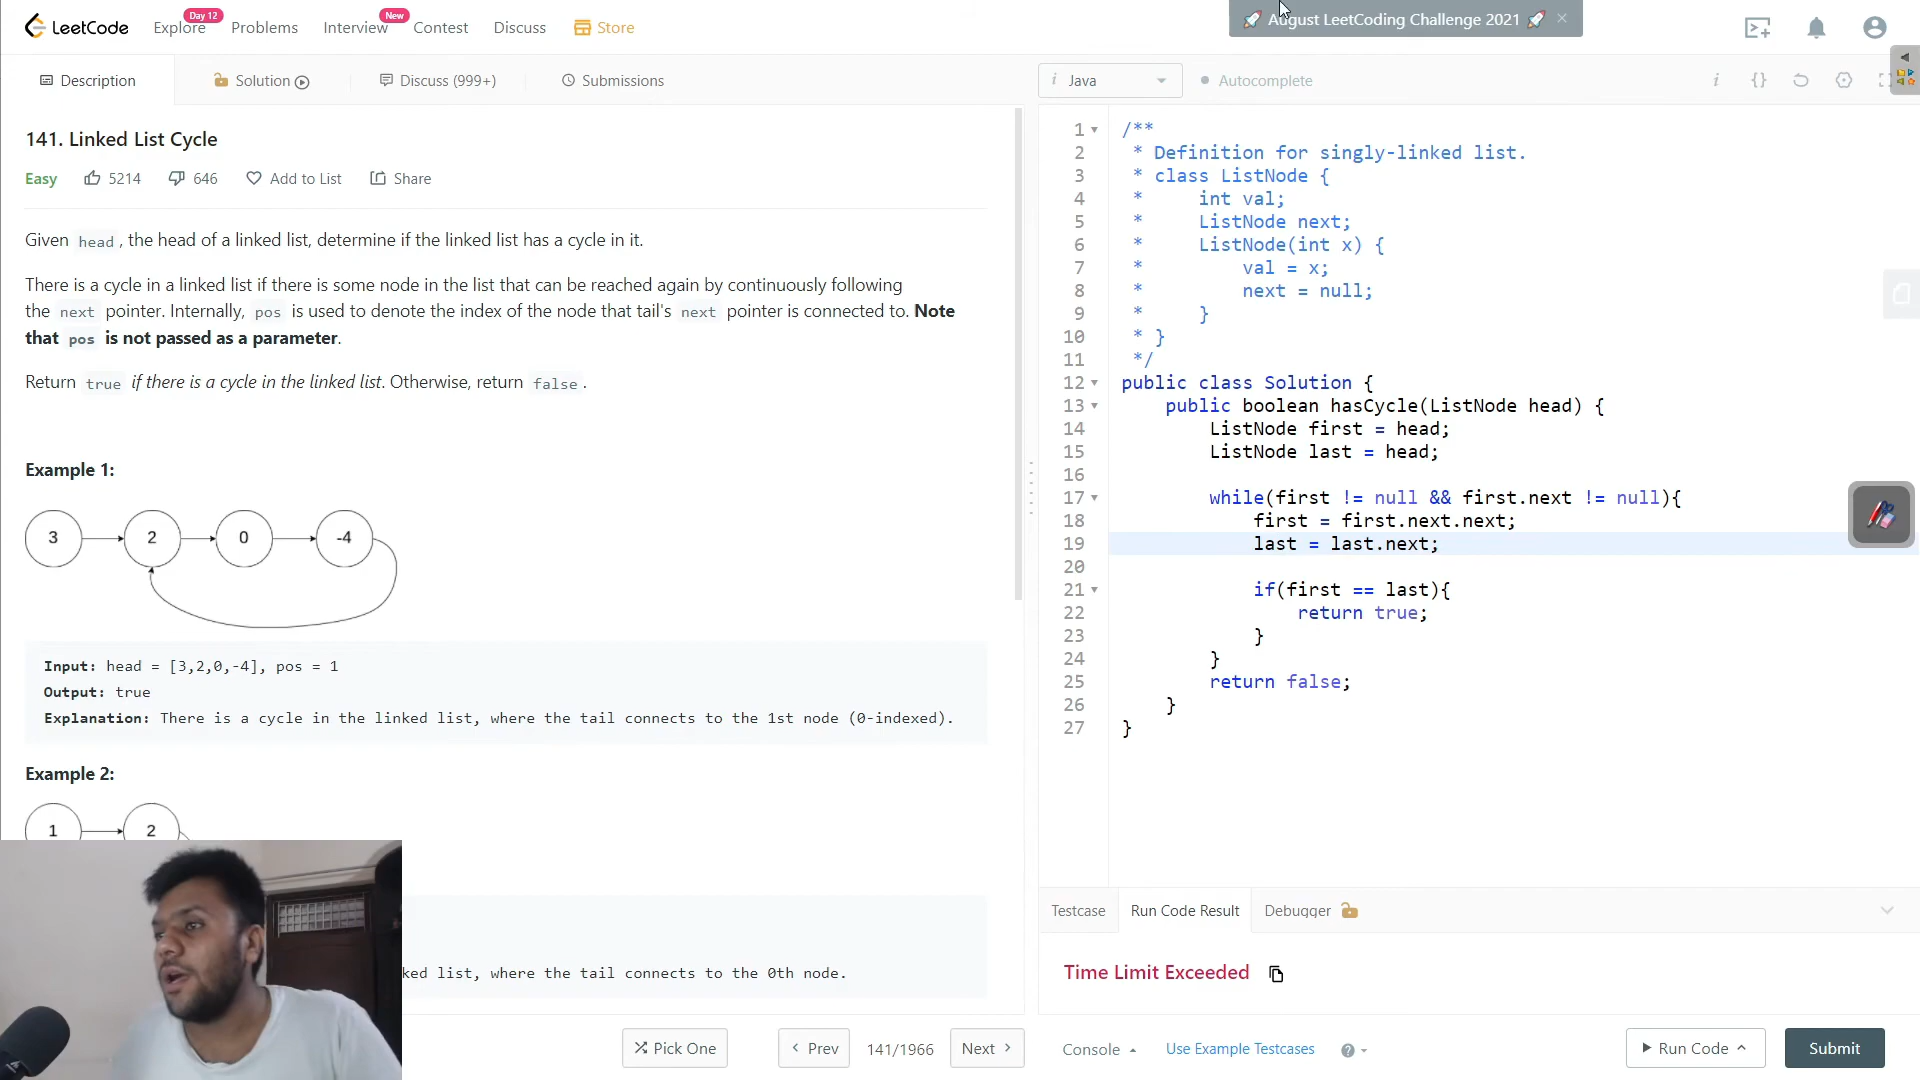 LeetCode
Explore
Day 12
Problems
Interview
New
Contest
Discuss
Store
August LeetCoding Challenge 2021
Description
Solution
Discuss (999+)
Submissions
i Java
Autocomplete
141. Linked List Cycle
Easy
5214
646
Add to List
Share
Given head, the head of a linked list, determine if the linked list has a cycle in it.
There is a cycle in a linked list if there is some node in the list that can be reached again by continuously following
the next pointer. Internally, pos is used to denote the index of the node that tail's next pointer is connected to. Note
that pos is not passed as a parameter.
Return true if there is a cycle in the linked list. Otherwise, return false.
Example 1:
3
2
0
-4
Input: head = [3,2,0,-4], pos = 1
Output: true
Explanation: There is a cycle in the linked list, where the tail connects to the 1st node (0-indexed).
Example 2:
1
2
ked list, where the tail connects to the 0th node.
Pick One
< Prev
141/1966
Next >
i {}
1 /**
2 * Definition for singly-linked list.
3 * class ListNode {
4 * int val;
5 * ListNode next;
6 * ListNode(int x) {
7 * val = x;
8 * next = null;
9 * }
10 * }
11 */
12 public class Solution {
13 public boolean hasCycle(ListNode head) {
14 ListNode first = head;
15 ListNode last = head;
16
17 while(first != null && first.next != null){
18 first = first.next.next;
19 last = last.next;
20
21 if(first == last){
22 return true;
23 }
24 }
25 return false;
26 }
27 }
Testcase
Run Code Result
Debugger
Time Limit Exceeded
Console
Use Example Testcases
?
Run Code
Submit